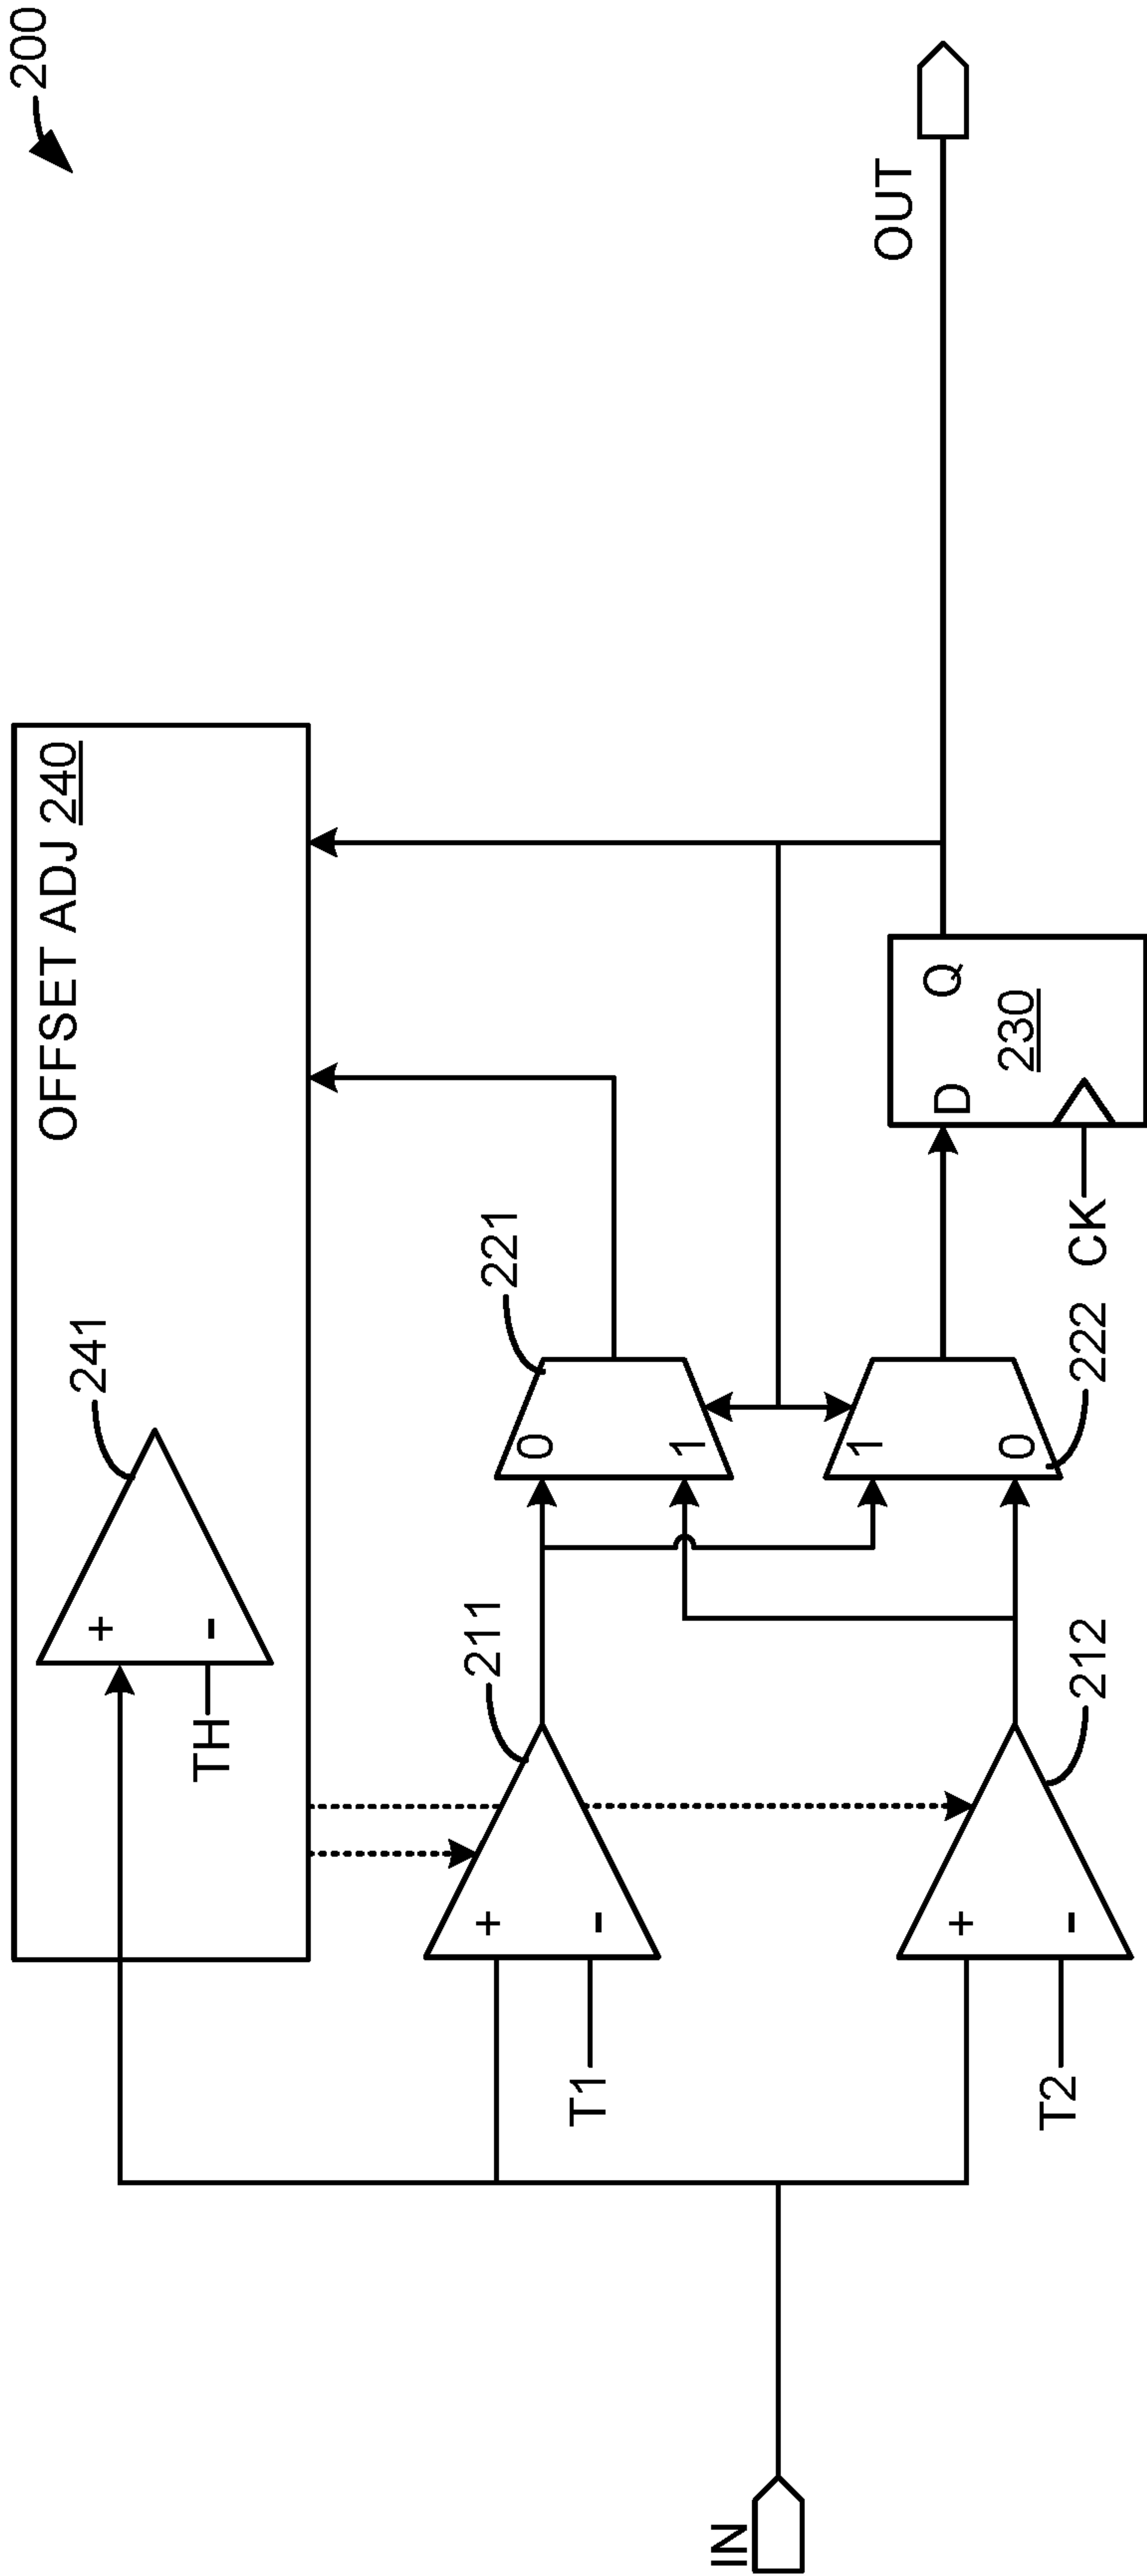 200
OFFSET ADJ 240
241
+
-
TH
211
+
-
T1
221
0
1
IN
212
+
-
T2
1
0
222
D
Q
230
CK
OUT